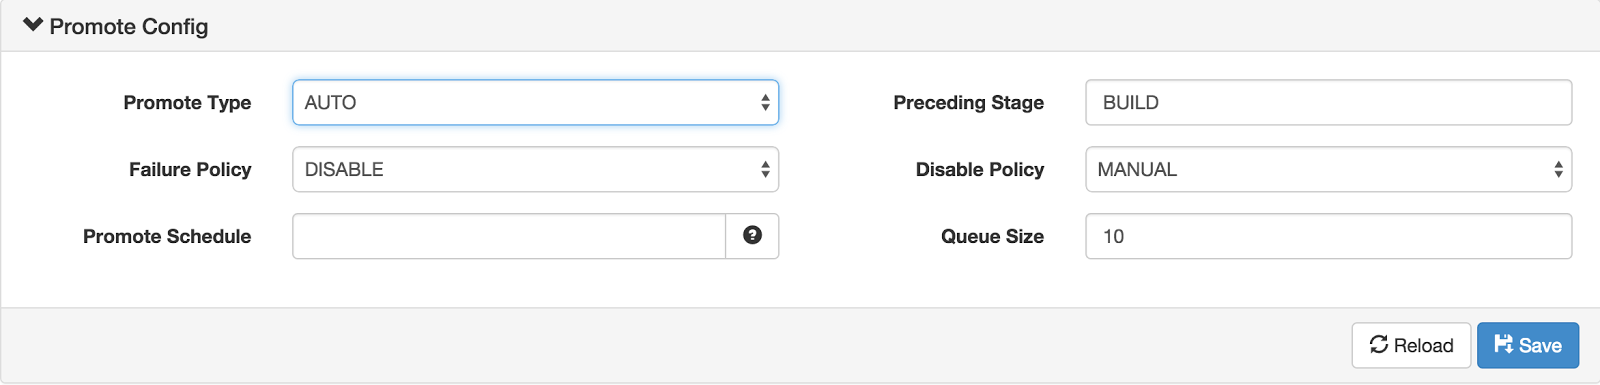 Promote Config
Promote Type AUTO Preceding Stage BUILD
Failure Policy DISABLE Disable Policy MANUAL
Promote Schedule ? Queue Size 10
Reload Save